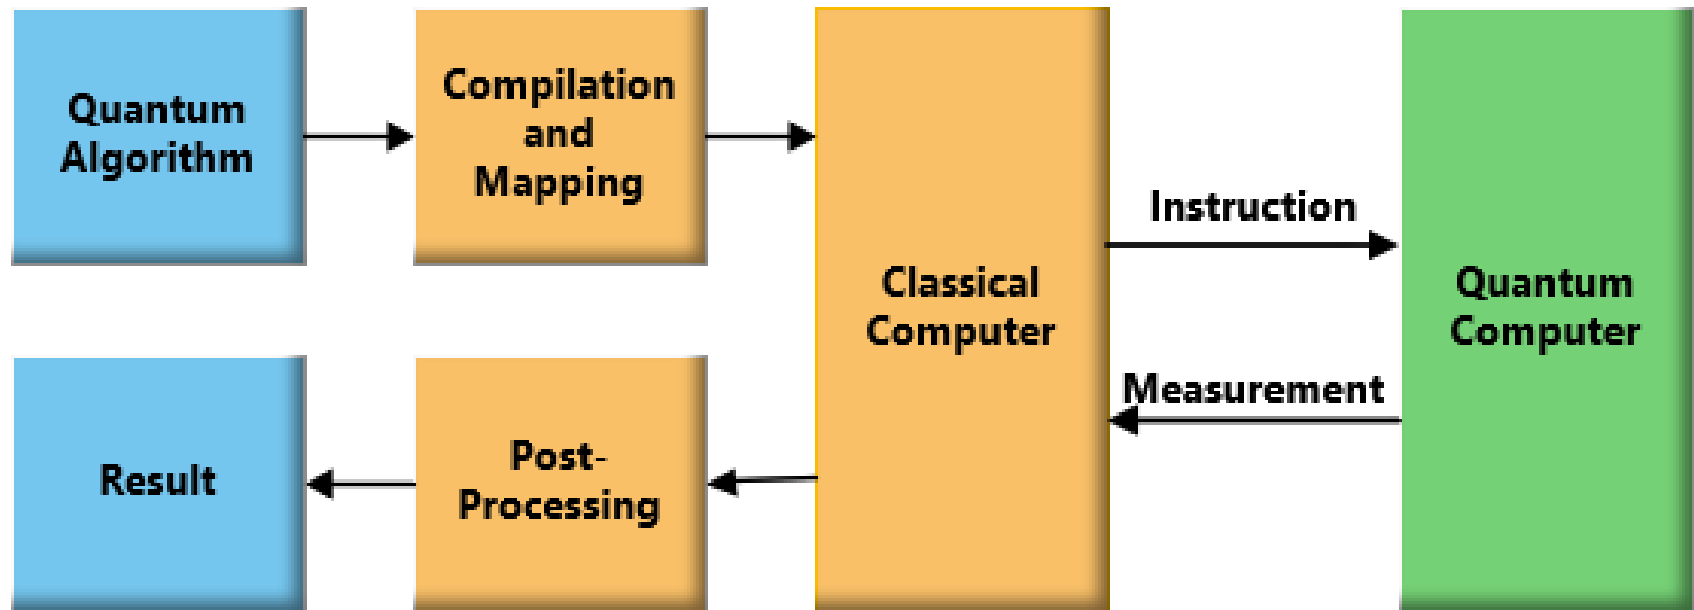 Quantum
Algorithm
Compilation
and
Mapping
Classical
Computer
Instruction
Measurement
Quantum
Computer
Result
Post-
Processing